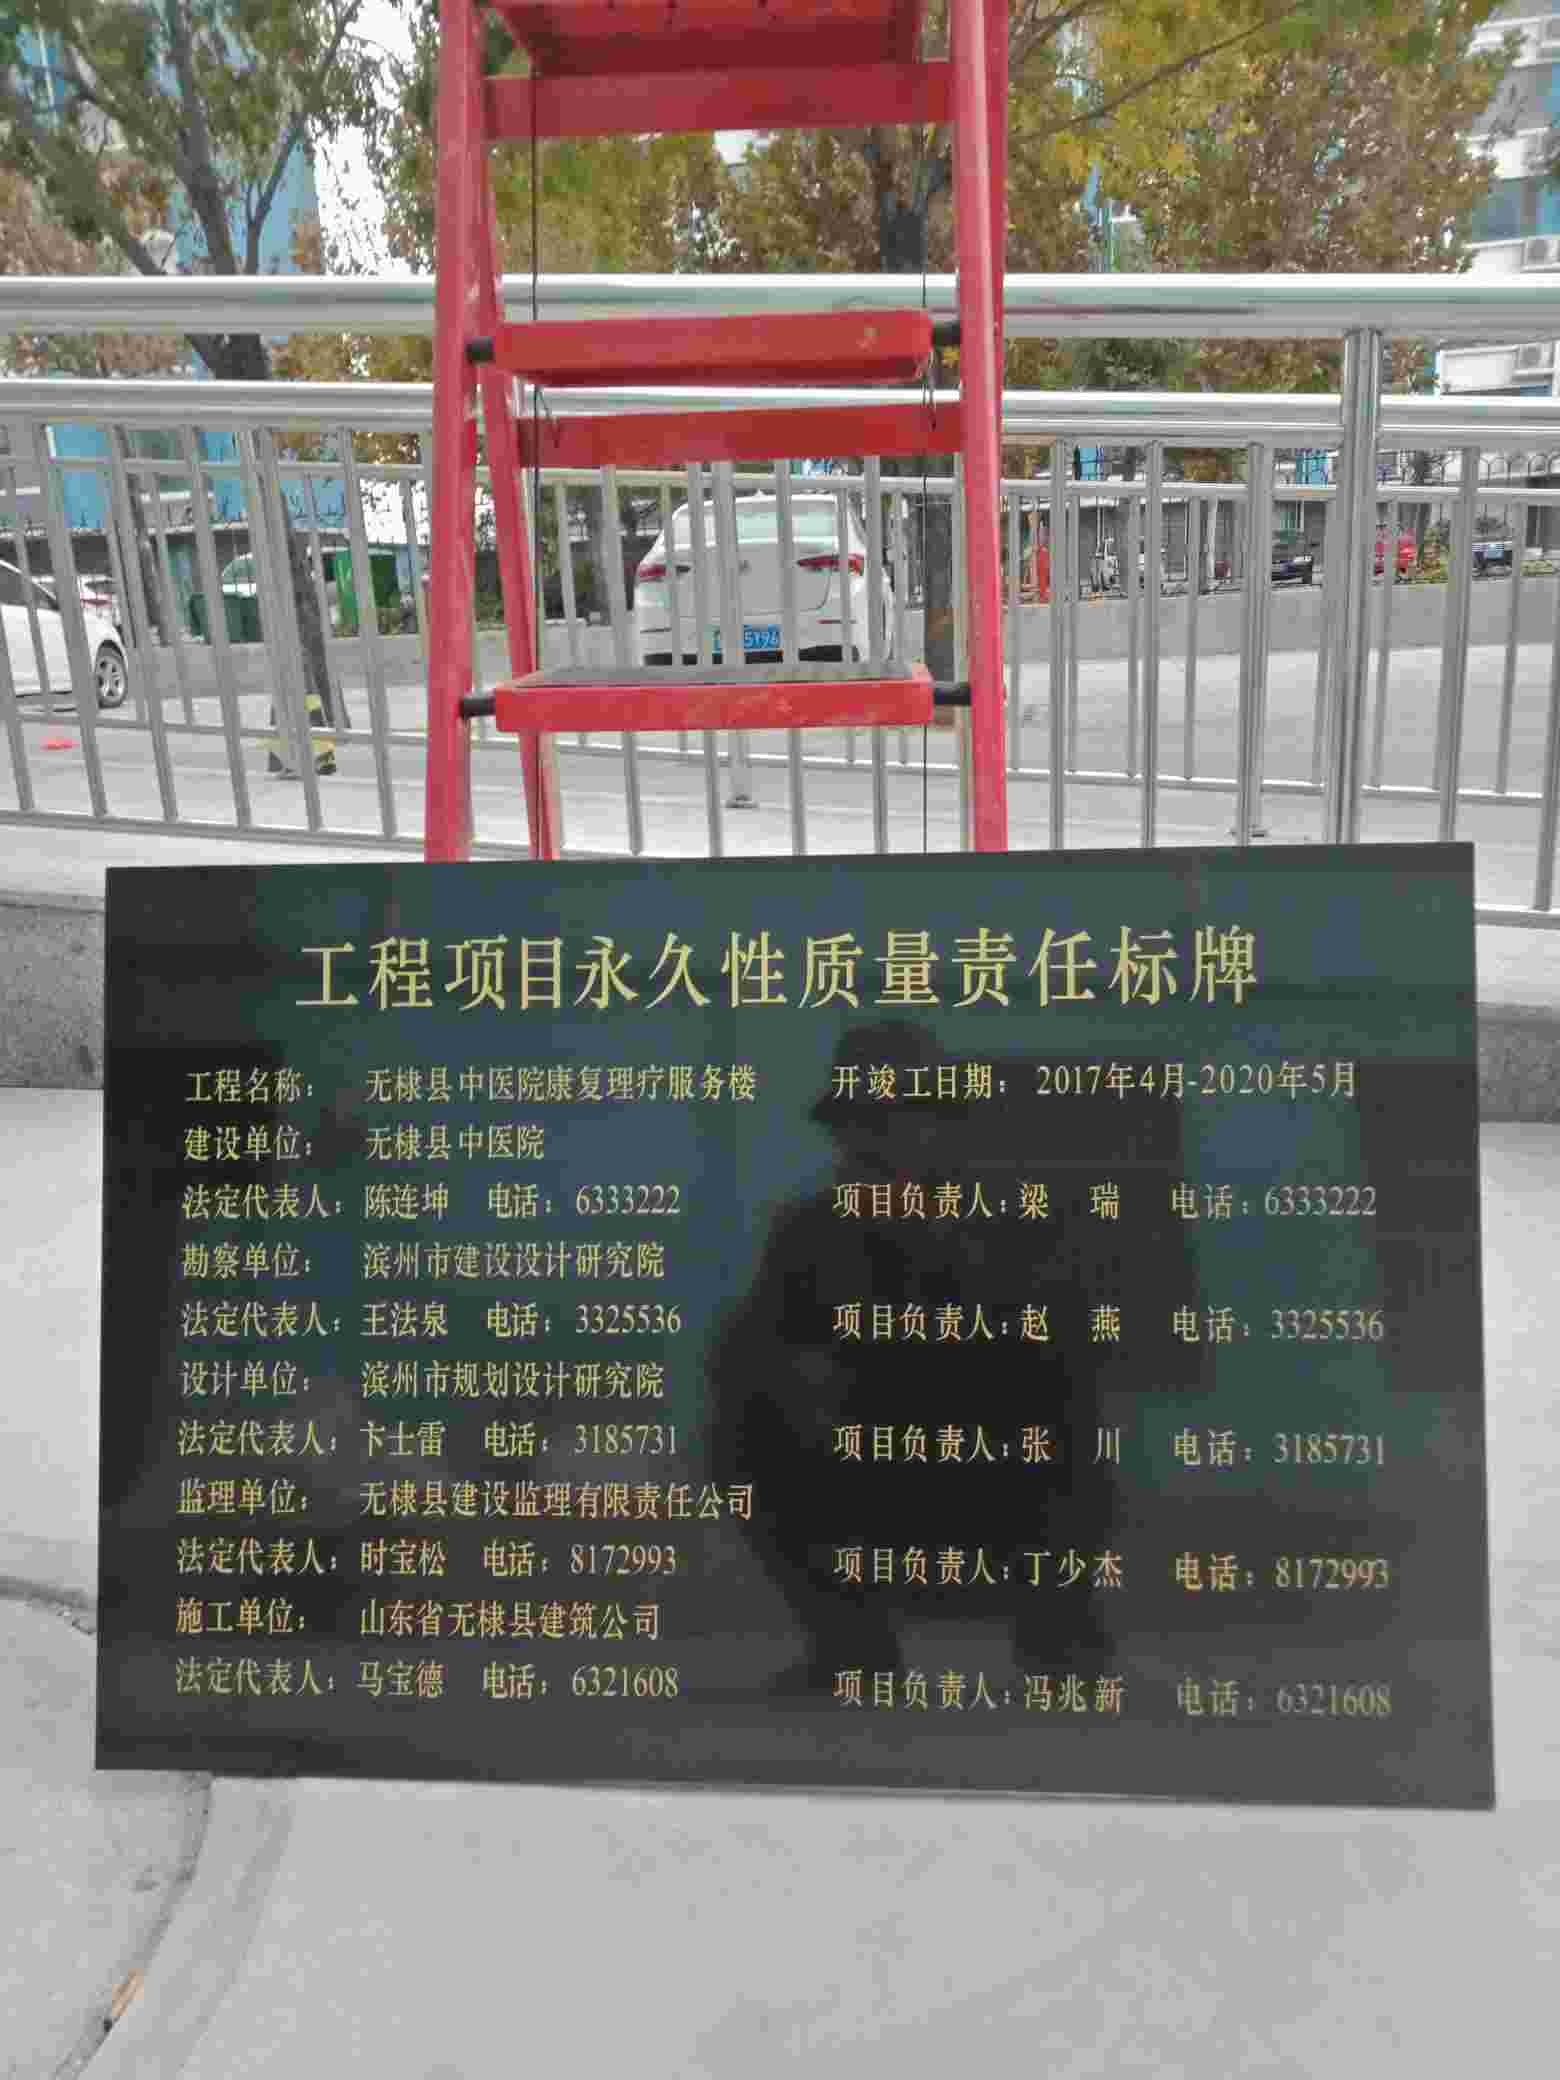 5Y96
工程项目永久性质量责任标牌
工程名称： 无棣县中医院康复理疗服务楼 开竣工日期： 2017年4月-2020年5月
建设单位： 无棣县中医院
法定代表人：陈连坤 电话：6333222 项目负责人：梁 瑞 电话：6333222
勘察单位： 滨州市建设设计研究院
法定代表人：王法泉 电话：3325536 项目负责人：赵 燕 电话：3325536
设计单位： 滨州市规划设计研究院
法定代表人：卞士雷 电话：3185731 项目负责人：张 川 电话：3185731
监理单位： 无棣县建设监理有限责任公司
法定代表人：时宝松 电话：8172993 项目负责人：丁少杰 电话：8172993
施工单位： 山东省无棣县建筑公司
法定代表人：马宝德 电话：6321608 项目负责人：冯兆新 电话：6321608